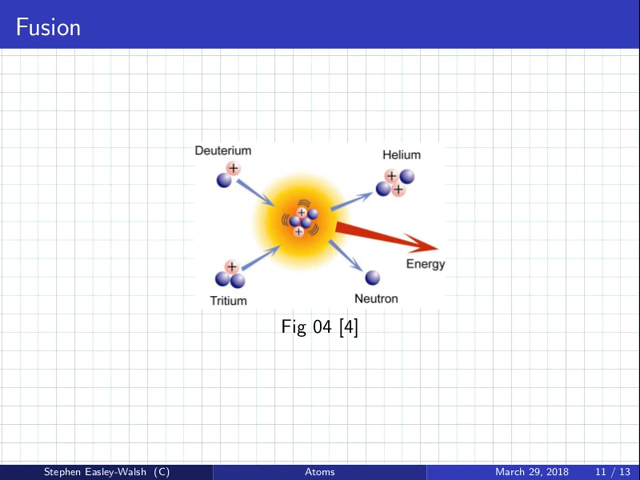 Fusion
Deuterium
Helium
+
+
+
+
+
+
Energy
Tritium
Neutron
Fig 04 [4]
Stephen Easley-Walsh (C) Atoms March 29, 2018 11 / 13